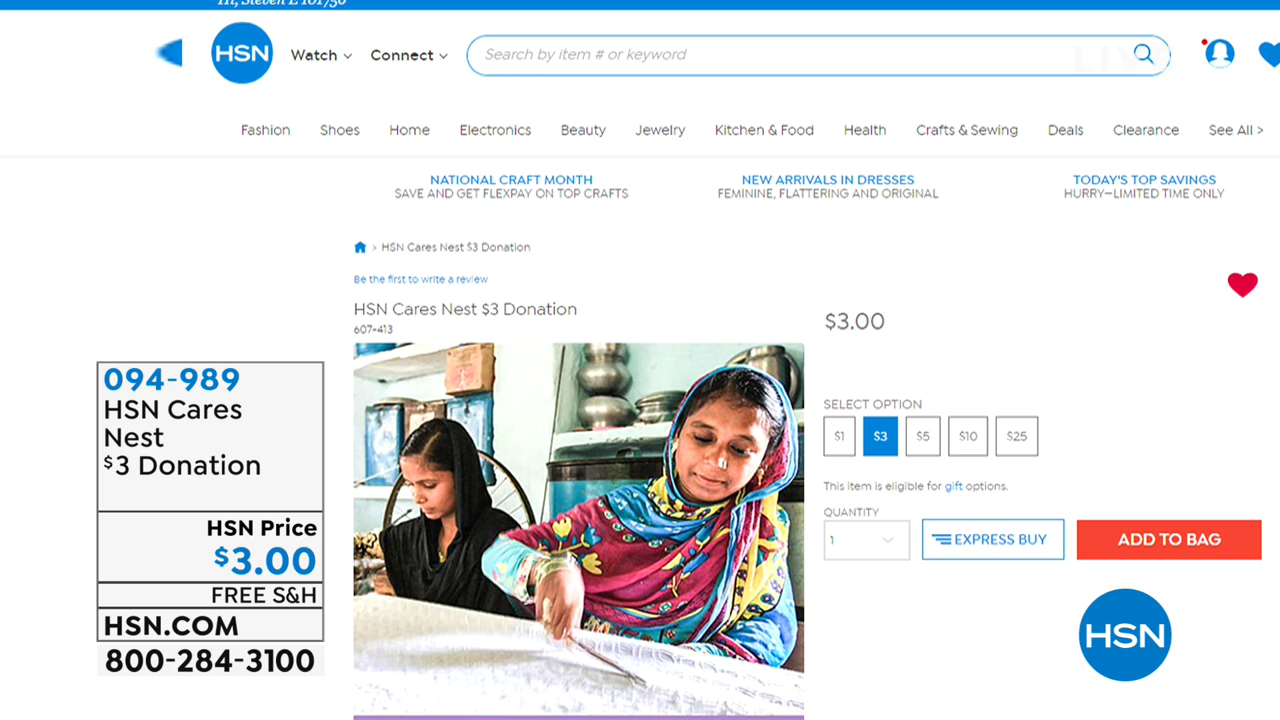 Hi, Steven L 101750
HSN
Watch
Connect
Search by item # or keyword
LIVE
Fashion
Shoes
Home
Electronics
Beauty
Jewelry
Kitchen & Food
Health
Crafts & Sewing
Deals
Clearance
See All >
NATIONAL CRAFT MONTH
SAVE AND GET FLEXPAY ON TOP CRAFTS
NEW ARRIVALS IN DRESSES
FEMININE, FLATTERING AND ORIGINAL
TODAY'S TOP SAVINGS
HURRY–LIMITED TIME ONLY
> HSN Cares Nest $3 Donation
Be the first to write a review
HSN Cares Nest $3 Donation
607-413
$3.00
SELECT OPTION
$1
$3
$5
$10
$25
This item is eligible for gift options.
QUANTITY
1
EXPRESS BUY
ADD TO BAG
094-989
HSN Cares
Nest
$3 Donation
HSN Price
$3.00
FREE S&H
HSN.COM
800-284-3100
HSN